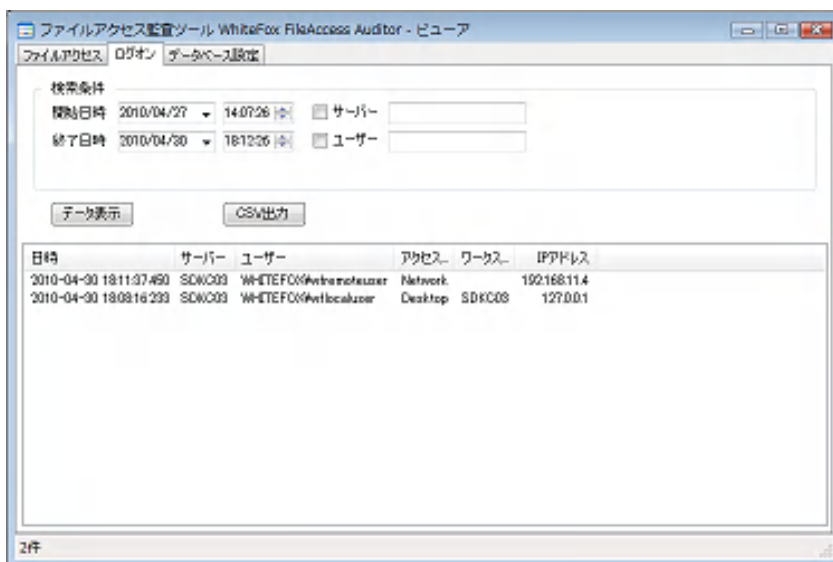 ファイルアクセス監査ツール WhiteFox FileAccess Auditor - ビューア
ファイルアクセス ログオン データベース設定
検索条件
開始日時 2010/04/27 14:07:26 サーバー
終了日時 2010/04/30 18:12:26 ユーザー
データ表示 CSV出力
日時 サーバー ユーザー アクセス... ワークス... IPアドレス
2010-04-30 18:11:37.450 SDKC03 WHITEFOX\wfremoteuser Network 192.168.11.4
2010-04-30 18:08:16.233 SDKC03 WHITEFOX\wflocaluser Desktop SDKC03 127.0.0.1
2件